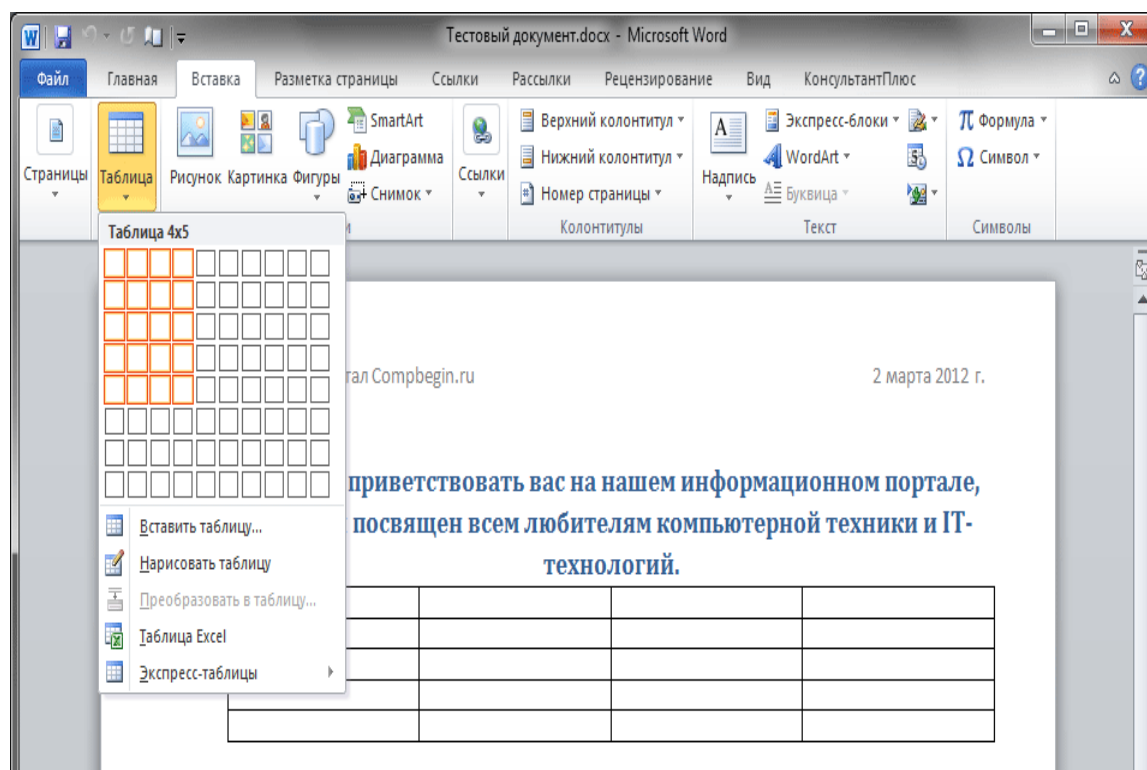 Тестовый документ.docx - Microsoft Word
Файл Главная Вставка Разметка страницы Ссылки Рассылки Рецензирование Вид КонсультантПлюс
Страницы
Таблица
Рисунок Картинка Фигуры
SmartArt
Диаграмма
Снимок
Ссылки
Верхний колонтитул
Нижний колонтитул
Номер страницы
Колонтитулы
Надпись
Экспресс-блоки
WordArt
Буквица
Текст
π Формула
Ω Символ
Символы
Таблица 4x5
Вставить таблицу...
Нарисовать таблицу
Преобразовать в таблицу...
Таблица Excel
Экспресс-таблицы
Compbegin.ru 2 марта 2012 г.
приветствовать вас на нашем информационном портале,
посвящен всем любителям компьютерной техники и IT-
технологий.